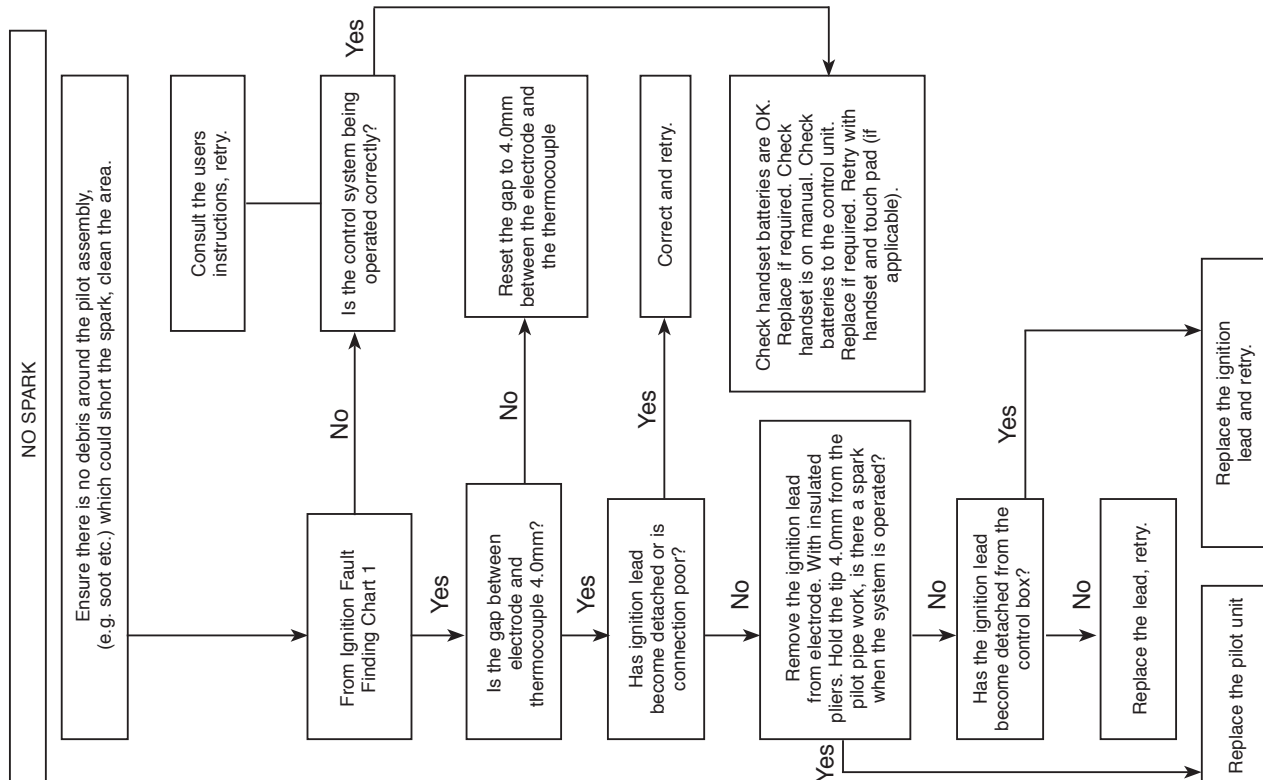 NO SPARK
Ensure there is no debris around the pilot assembly,
(e.g. soot etc.) which could short the spark, clean the area.
Consult the users
instructions, retry.
From Ignition Fault
Finding Chart 1
No
Is the control system being
operated correctly?
Yes
Yes
Is the gap between
electrode and
thermocouple 4.0mm?
No
Reset the gap to 4.0mm
between the electrode and
the thermocouple
Yes
Has ignition lead
become detached or is
connection poor?
Yes
Correct and retry.
No
Remove the ignition lead
from electrode. With insulated
pliers. Hold the tip 4.0mm from the
pilot pipe work, is there a spark
when the system is operated?
Check handset batteries are OK.
Replace if required. Check
handset is on manual. Check
batteries to the control unit.
Replace if required. Retry with
handset and touch pad (if
applicable).
Yes
No
Has the ignition lead
become detached from the
control box?
Yes
No
Replace the lead, retry.
Replace the pilot unit
Replace the ignition
lead and retry.